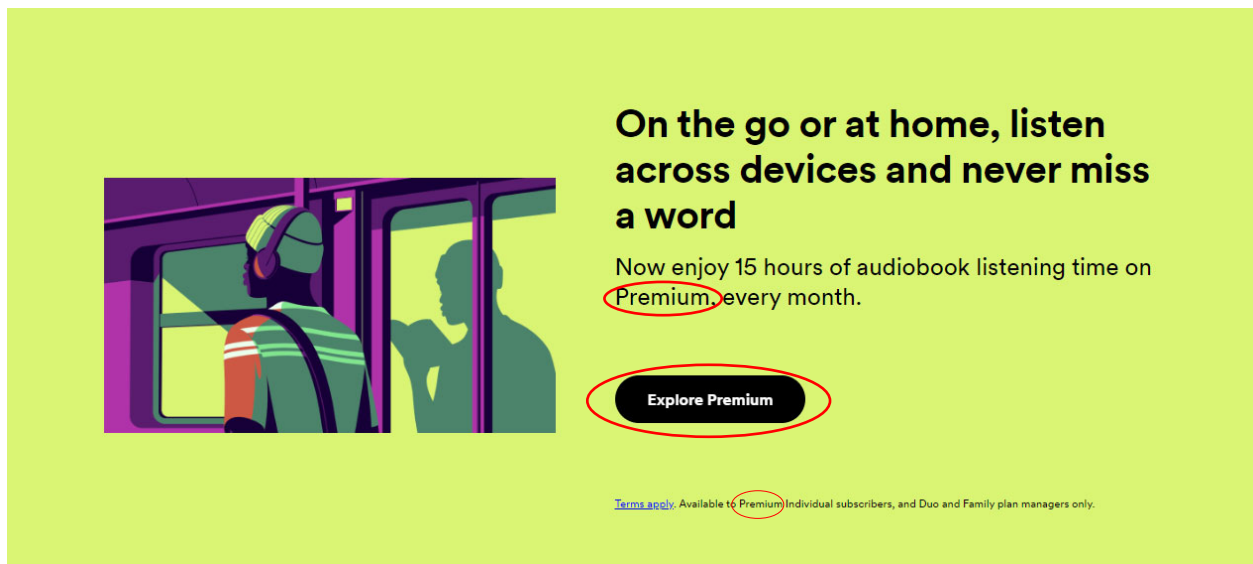 On the go or at home, listen
across devices and never miss
a word
Now enjoy 15 hours of audiobook listening time on
Premium, every month.
Explore Premium
Terms apply. Available to Premium Individual subscribers, and Duo and Family plan managers only.